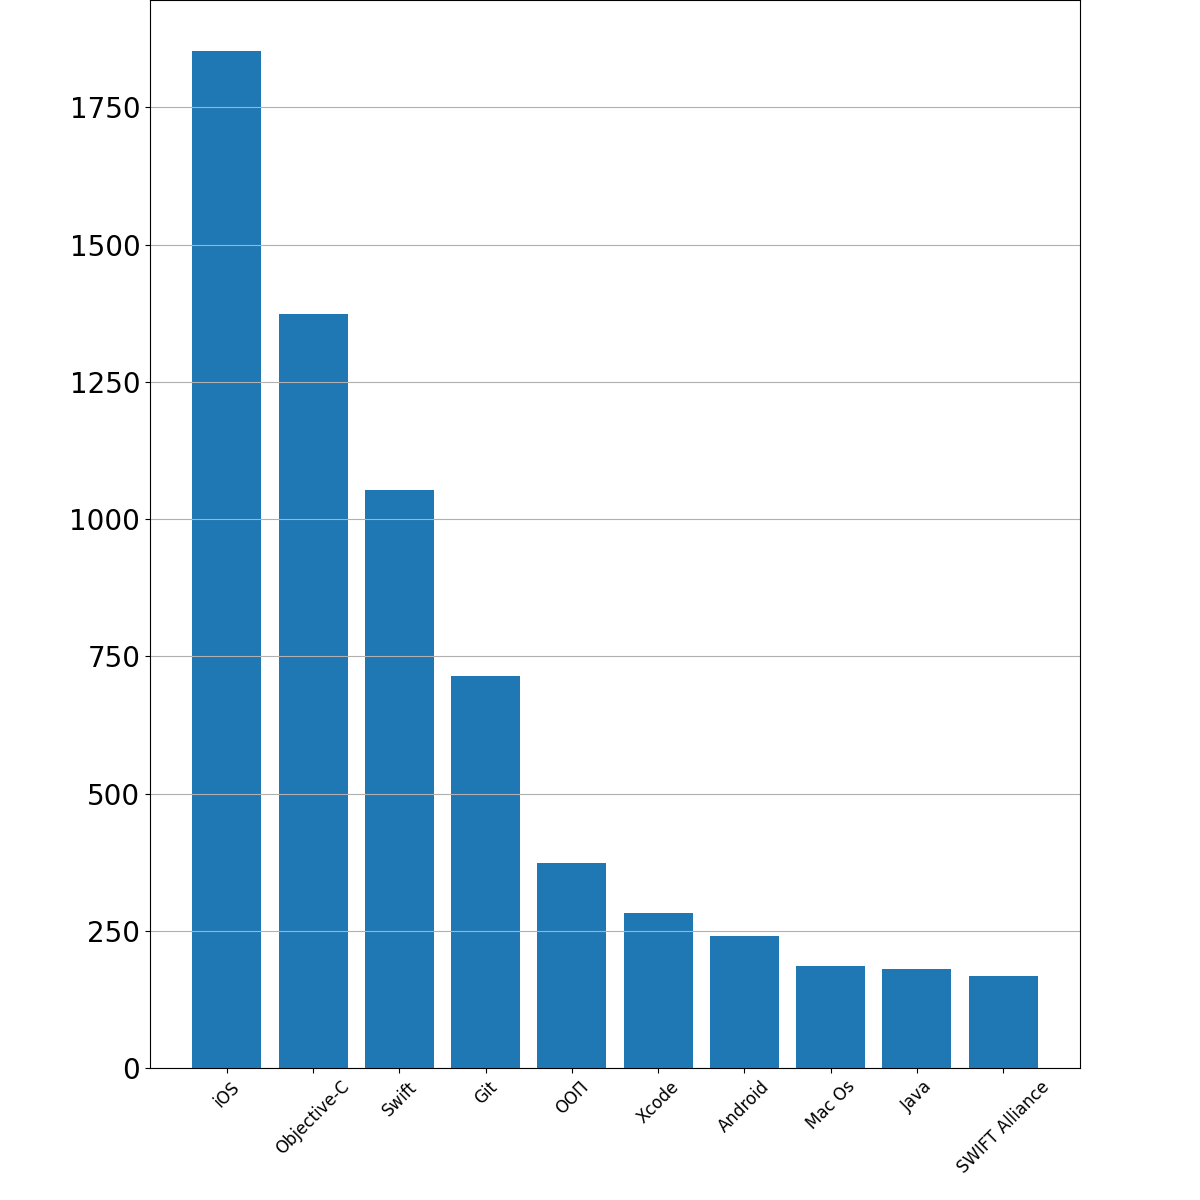 1750
1500
1250
1000
750
500
250
0
iOS
Objective-C
Swift
Git
ООП
Xcode
Android
Mac Os
Java
SWIFT Alliance